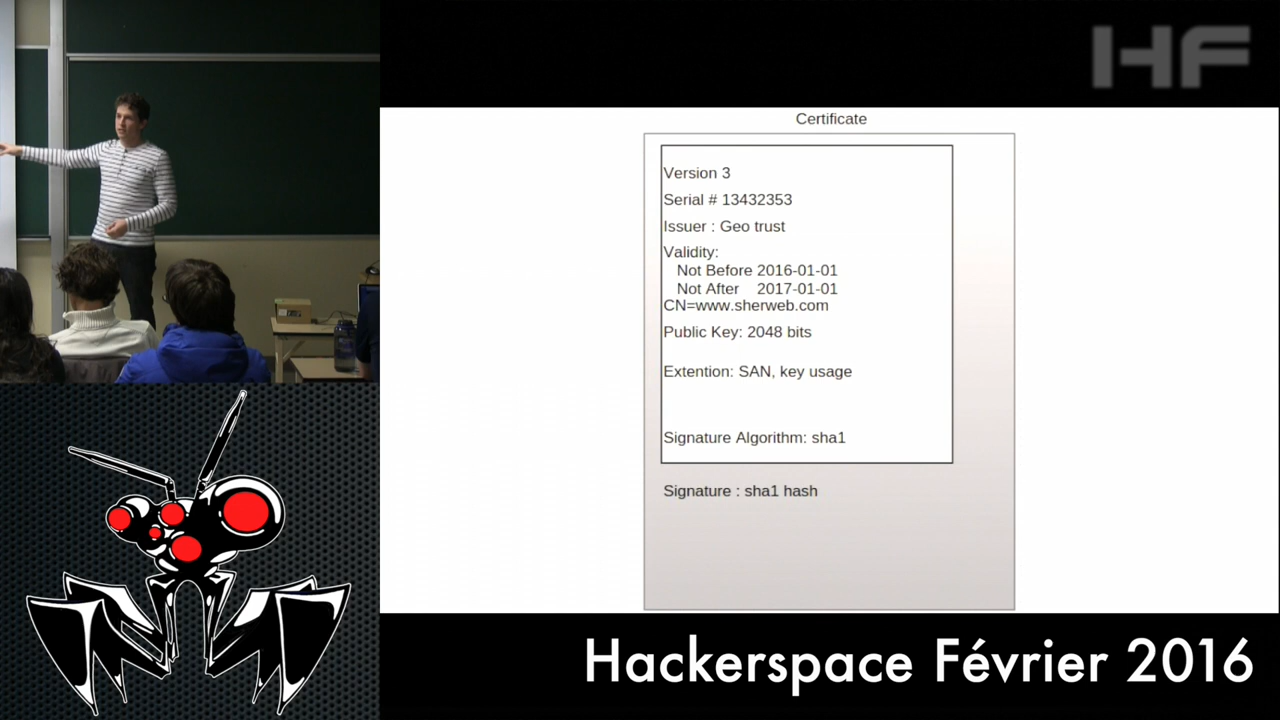 HF
Certificate
Version 3
Serial # 13432353
Issuer : Geo trust
Validity:
Not Before 2016-01-01
Not After 2017-01-01
CN=www.sherweb.com
Public Key: 2048 bits
Extention: SAN, key usage
Signature Algorithm: sha1
Signature : sha1 hash
Hackerspace Février 2016